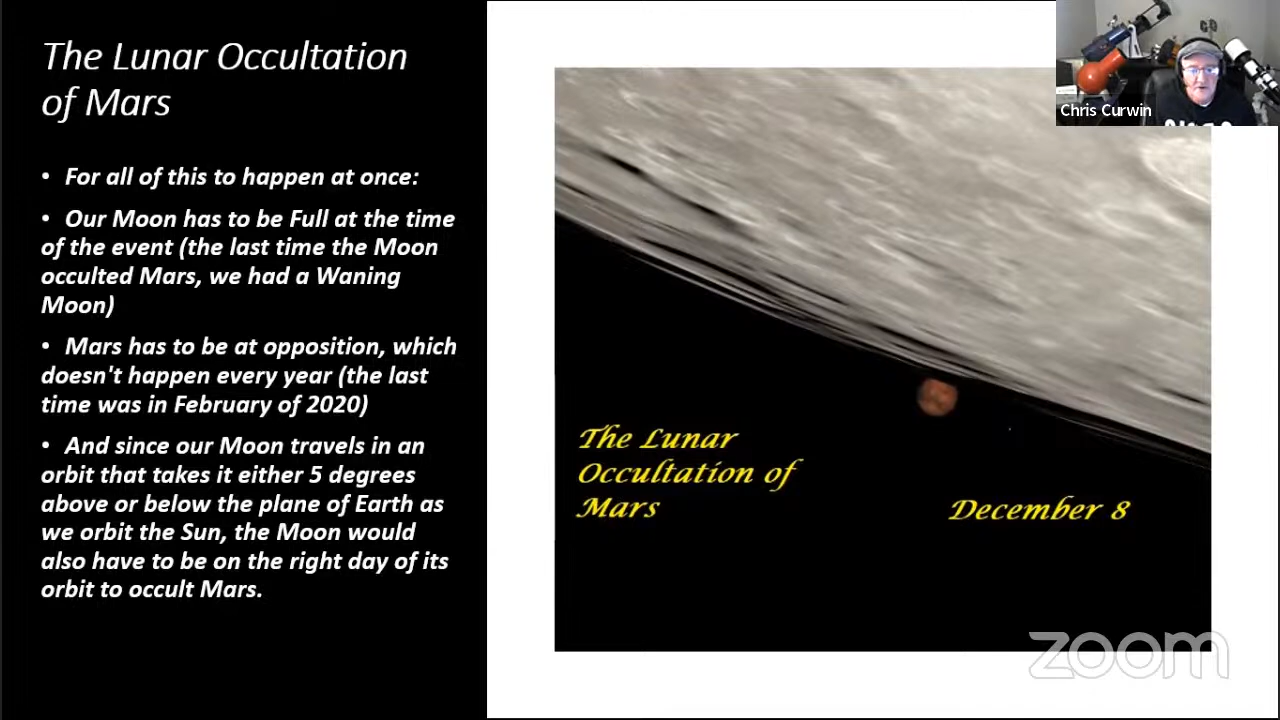 The Lunar Occultation
of Mars
• For all of this to happen at once:
• Our Moon has to be Full at the time
of the event (the last time the Moon
occulted Mars, we had a Waning
Moon)
• Mars has to be at opposition, which
doesn't happen every year (the last
time was in February of 2020)
• And since our Moon travels in an
orbit that takes it either 5 degrees
above or below the plane of Earth as
we orbit the Sun, the Moon would
also have to be on the right day of its
orbit to occult Mars.
Chris Curwin
The Lunar
Occultation of
Mars
December 8
zoom